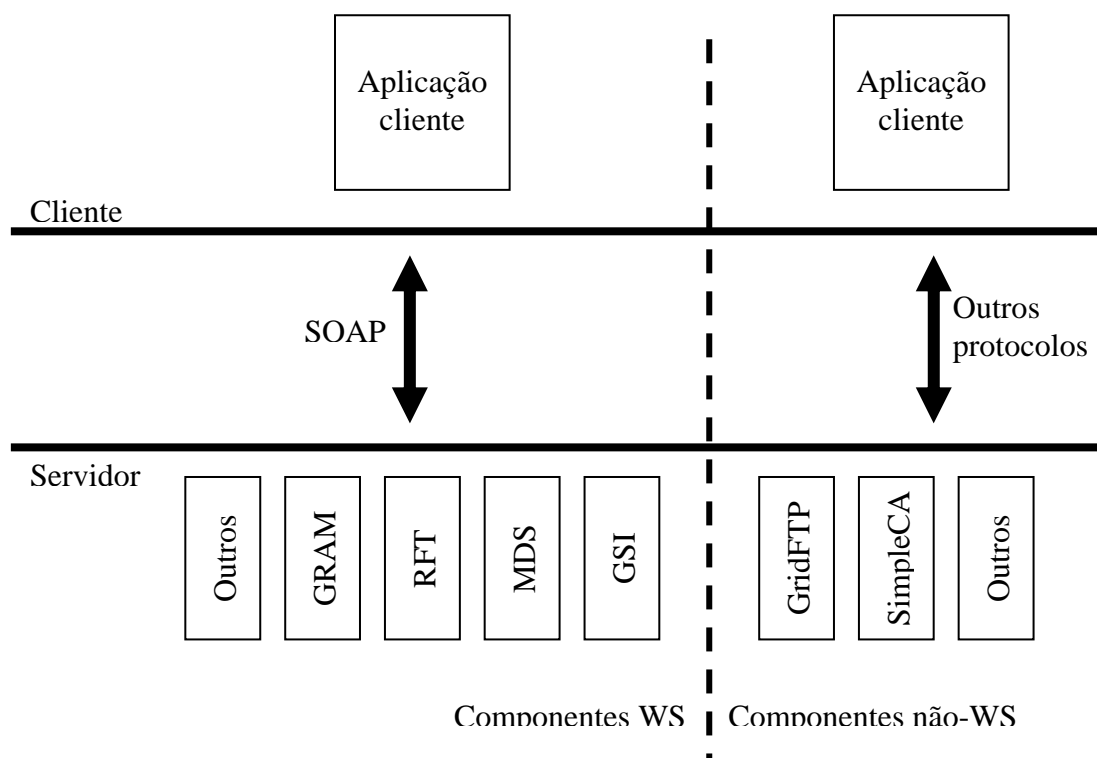 Aplicação
cliente
Aplicação
cliente
Cliente
SOAP
Outros
protocolos
Servidor
Outros
GRAM
RFT
MDS
GSI
GridFTP
SimpleCA
Outros
Componentes WS
Componentes não-WS